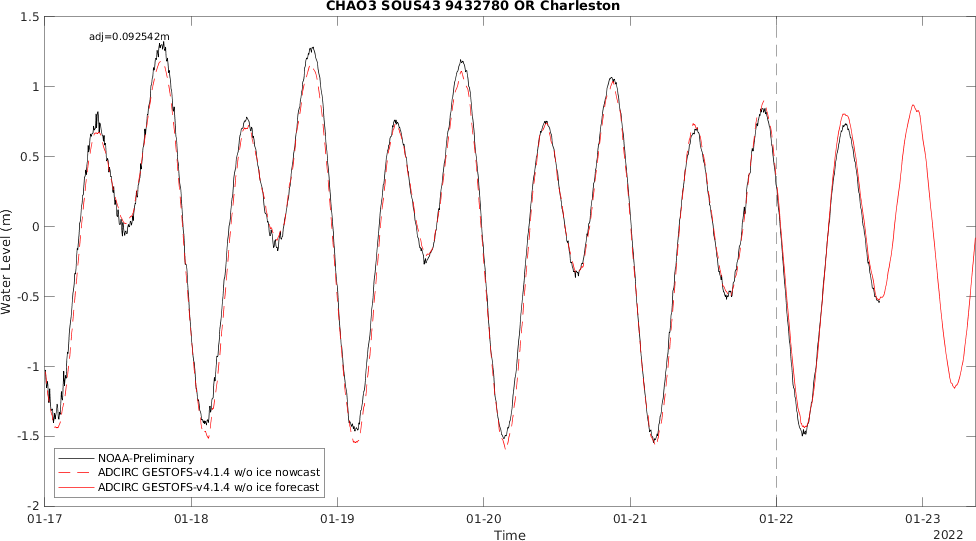 CHAO3 SOUS43 9432780 OR Charleston
adj=0.092542m
1.5
1
0.5
0
-0.5
-1
-1.5
-2
Water Level (m)
NOAA-Preliminary
ADCIRC GESTOFS-v4.1.4 w/o ice nowcast
ADCIRC GESTOFS-v4.1.4 w/o ice forecast
01-17 01-18 01-19 01-20 01-21 01-22 01-23
Time
2022